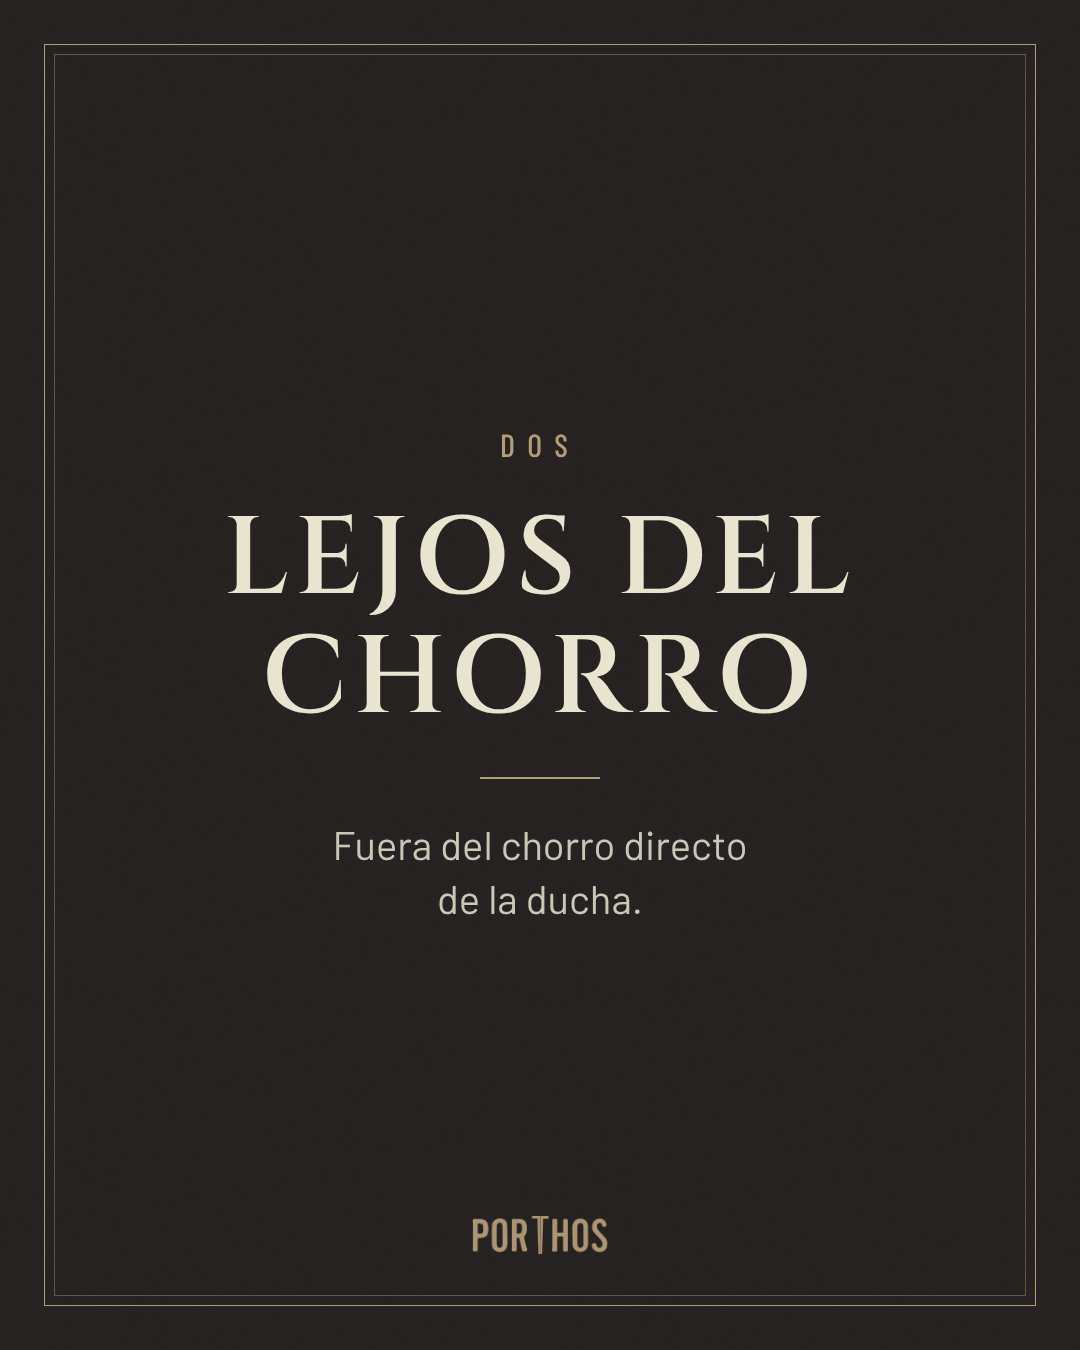 DOS
LEJOS DEL
CHORRO
Fuera del chorro directo
de la ducha.
PORTHOS